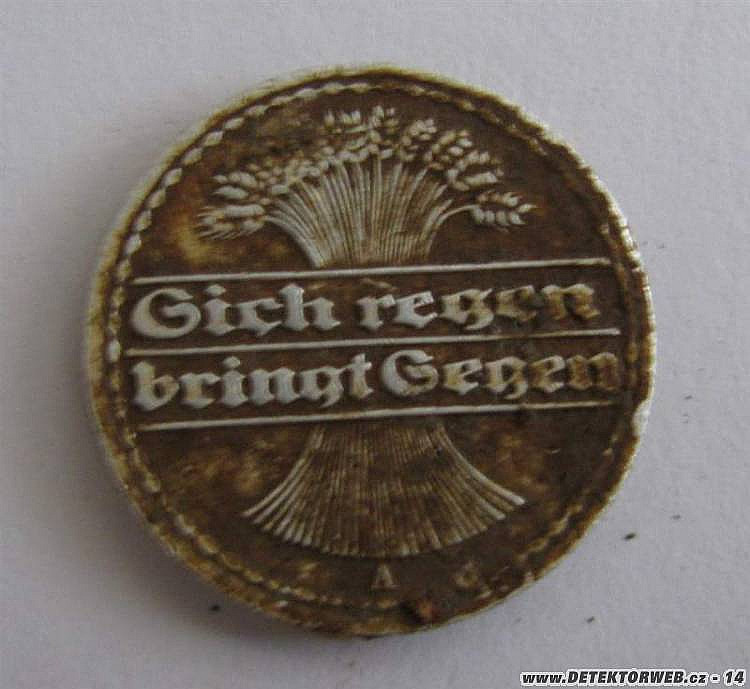 Sich regen
bringt Segen
A
www.DETEKTORWEB.cz - 14